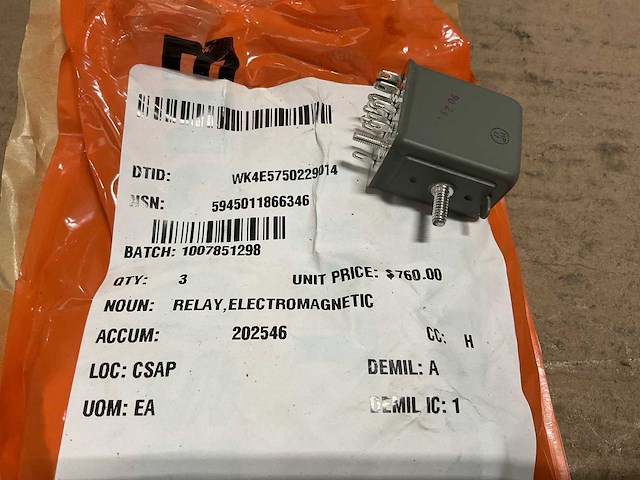 DTID: WK4E5750229014
NSN: 5945011866346
BATCH: 1007851298
QTY: 3 UNIT PRICE: $760.00
NOUN: RELAY,ELECTROMAGNETIC
ACCUM: 202546 CC: H
LOC: CSAP DEMIL: A
UOM: EA DEMIL IC: 1